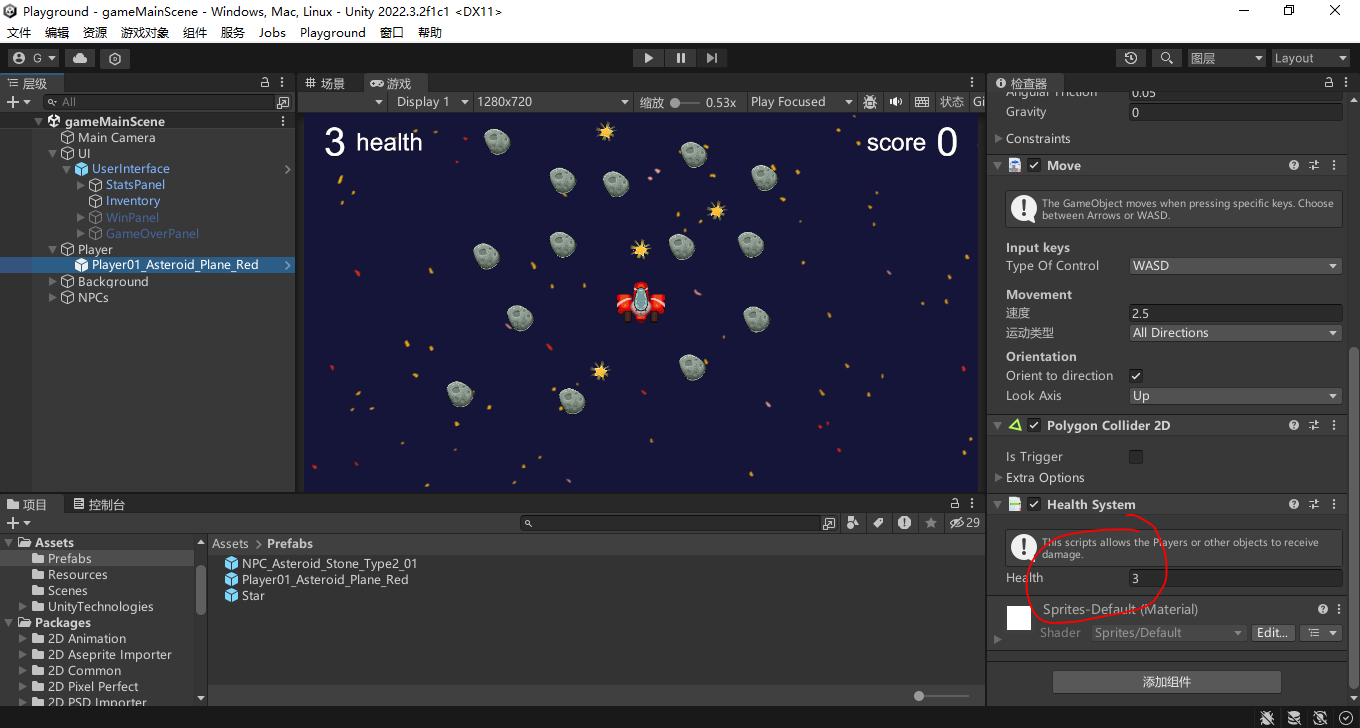 Playground - gameMainScene - Windows, Mac, Linux - Unity 2022.3.2f1c1 <DX11>
文件 编辑 资源 游戏对象 组件 服务 Jobs Playground 窗口 帮助
G 图层 Layout
层级 场景 游戏 检查器
All Display 1 1280x720 缩放 0.53x Play Focused 状态 Gi
Angular Friction 0.05
Gravity 0
Constraints
gameMainScene
Main Camera
UI
UserInterface
StatsPanel
Inventory
WinPanel
GameOverPanel
Player
Player01_Asteroid_Plane_Red
Background
NPCs
3 health score 0
Move
The GameObject moves when pressing specific keys. Choose
between Arrows or WASD.
Input keys
Type Of Control WASD
Movement
速度 2.5
运动类型 All Directions
Orientation
Orient to direction
Look Axis Up
Polygon Collider 2D
Is Trigger
Extra Options
Health System
This scripts allows the Players or other objects to receive
damage.
Health 3
Sprites-Default (Material)
Shader Sprites/Default Edit...
添加组件
项目 控制台
29
Assets
Prefabs
Resources
Scenes
UnityTechnologies
Packages
2D Animation
2D Aseprite Importer
2D Common
2D Pixel Perfect
2D PSD Importer
Assets > Prefabs
NPC_Asteroid_Stone_Type2_01
Player01_Asteroid_Plane_Red
Star